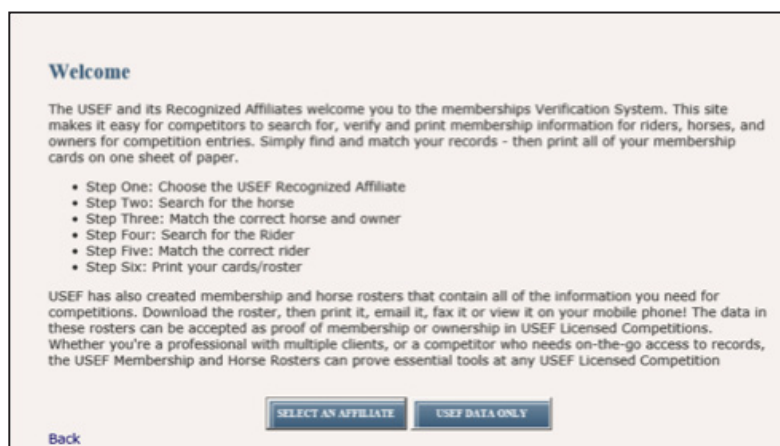 Welcome
The USEF and its Recognized Affiliates welcome you to the memberships Verification System. This site
makes it easy for competitors to search for, verify and print membership information for riders, horses, and
owners for competition entries. Simply find and match your records - then print all of your membership
cards on one sheet of paper.
• Step One: Choose the USEF Recognized Affiliate
• Step Two: Search for the horse
• Step Three: Match the correct horse and owner
• Step Four: Search for the Rider
• Step Five: Match the correct rider
• Step Six: Print your cards/roster
USEF has also created membership and horse rosters that contain all of the information you need for
competitions. Download the roster, then print it, email it, fax it or view it on your mobile phone! The data in
these rosters can be accepted as proof of membership or ownership in USEF Licensed Competitions.
Whether you're a professional with multiple clients, or a competitor who needs on-the-go access to records,
the USEF Membership and Horse Rosters can prove essential tools at any USEF Licensed Competition
SELECT AN AFFILIATE USEF DATA ONLY
Back